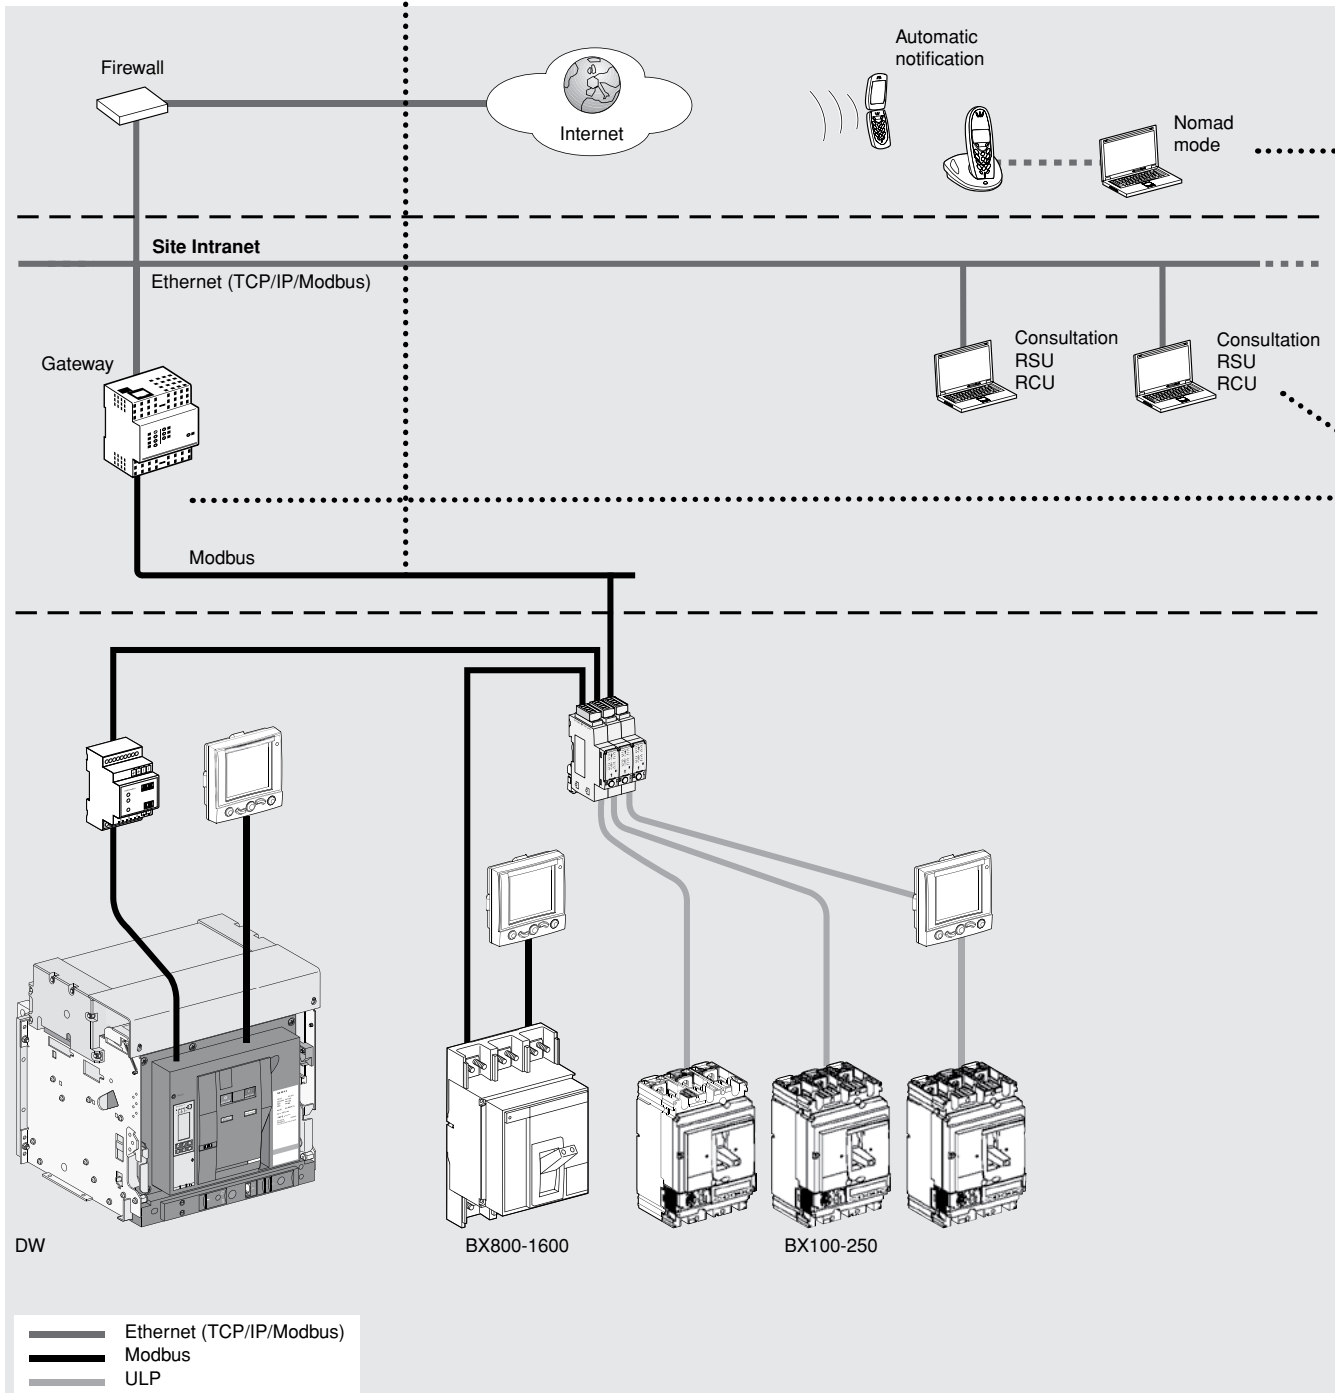 Automatic
notification
Firewall
Internet
Nomad
mode
Site Intranet
Ethernet (TCP/IP/Modbus)
Gateway
Consultation
RSU
RCU
Consultation
RSU
RCU
Modbus
DW
BX800-1600
BX100-250
Ethernet (TCP/IP/Modbus)
Modbus
ULP